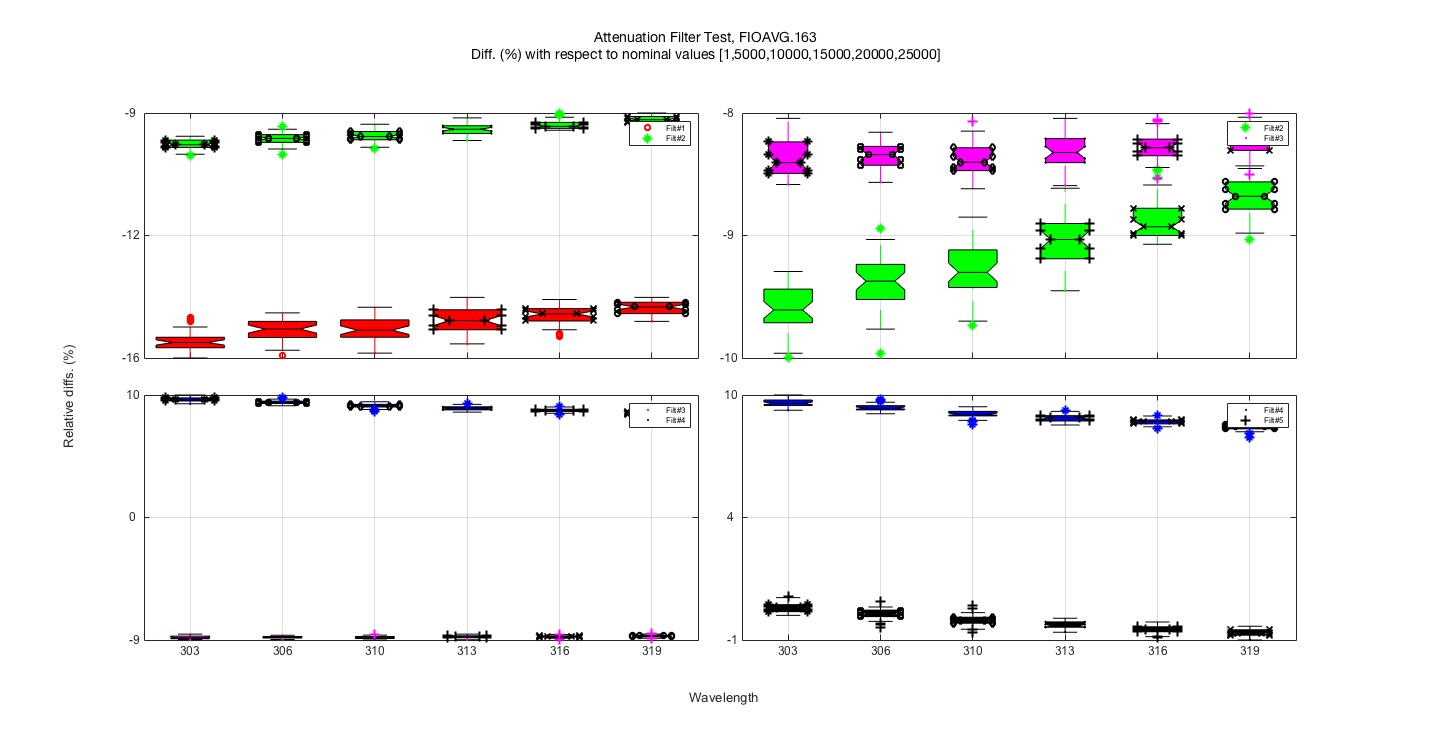 Attenuation Filter Test, FIOAVG.163
Diff. (%) with respect to nominal values [1,5000,10000,15000,20000,25000]
-9
-12
-16
Filt#1
Filt#2
-8
-9
-10
Filt#2
Filt#3
Relative diffs. (%)
10
0
-9
Filt#3
Filt#4
303 306 310 313 316 319
10
4
-1
Filt#4
Filt#5
303 306 310 313 316 319
Wavelength